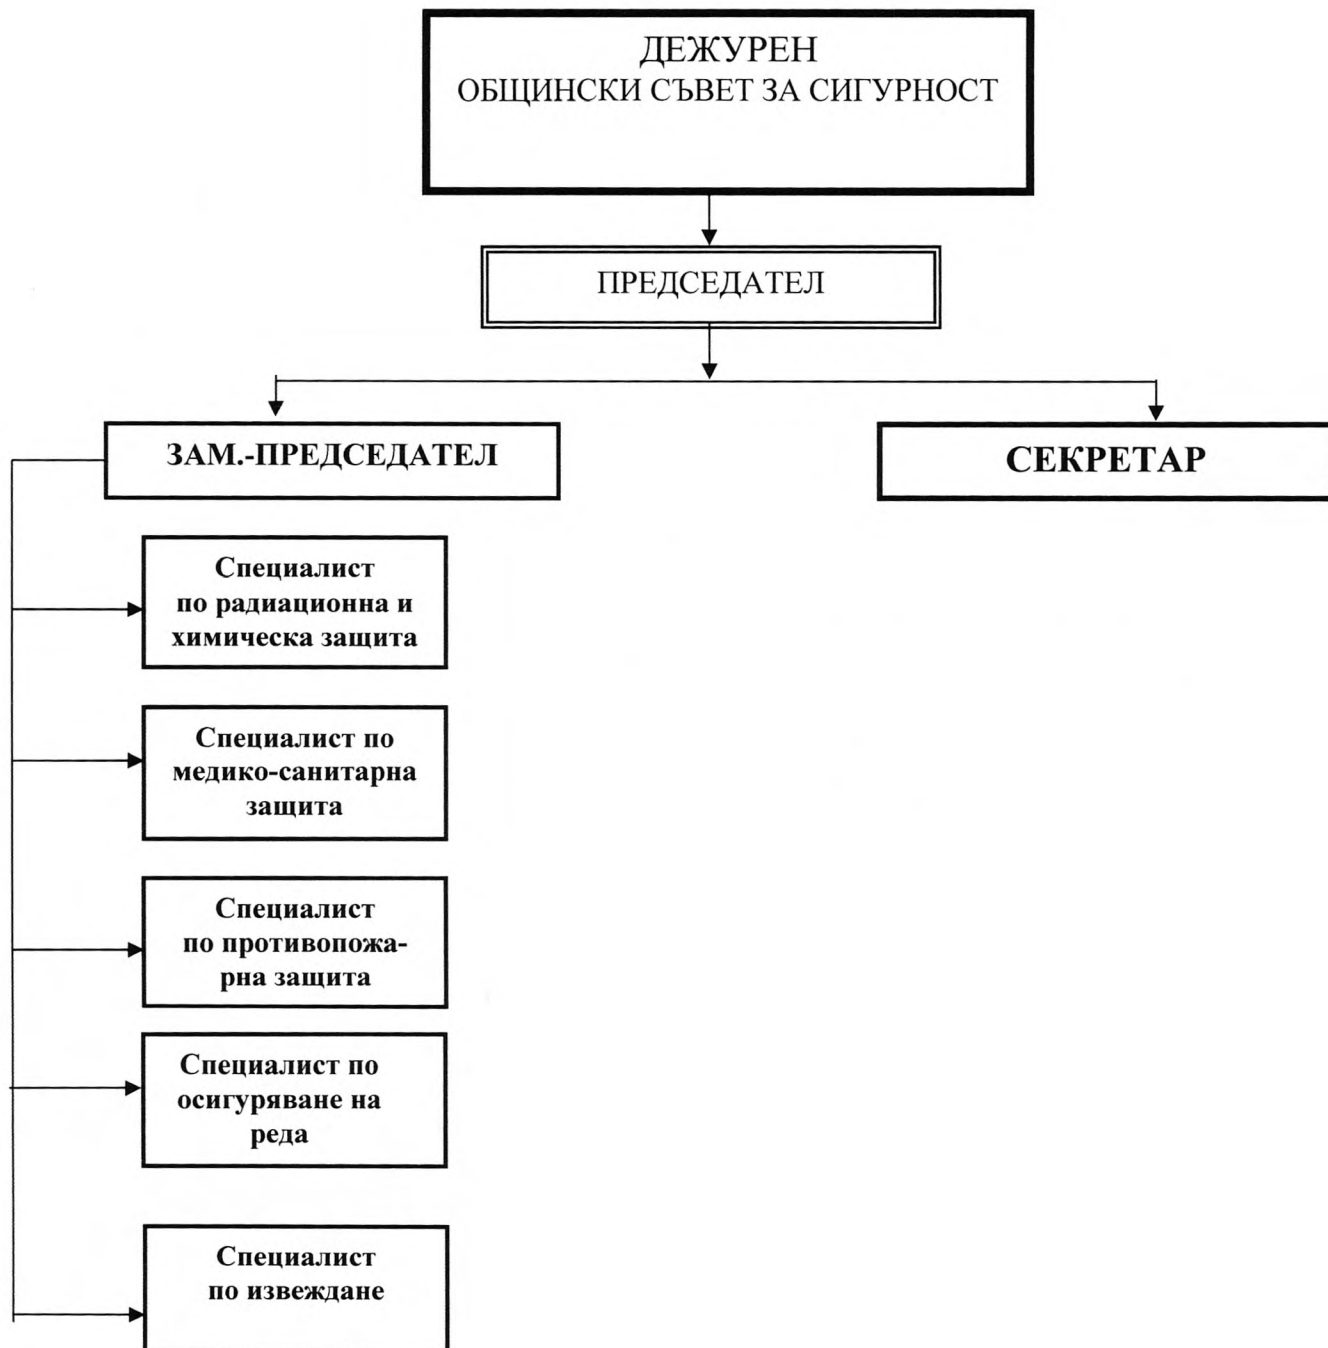 ДЕЖУРЕН
ОБЩИНСКИ СЪВЕТ ЗА СИГУРНОСТ
ПРЕДСЕДАТЕЛ
ЗАМ.-ПРЕДСЕДАТЕЛ
СЕКРЕТАР
Специалист
по радиационна и
химическа защита
Специалист по
медико-санитарна
защита
Специалист
по противопожа-
рна защита
Специалист по
осигуряване на
реда
Специалист
по извеждане